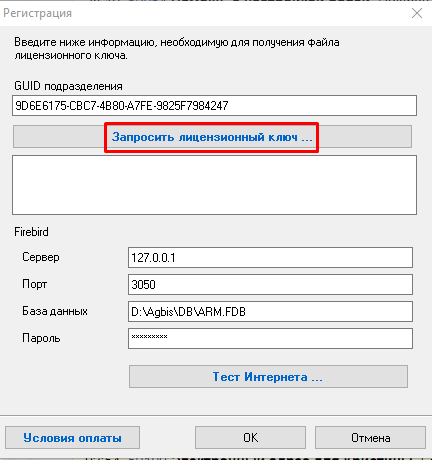 Регистрация
Введите ниже информацию, необходимую для получения файла
лицензионного ключа.
GUID подразделения
9D6E6175-CBC7-4B80-A7FE-9825F7984247
Запросить лицензионный ключ ...
Firebird
Сервер 127.0.0.1
Порт 3050
База данных D:\Agbis\DB\ARM.FDB
Пароль *********
Тест Интернета ...
Условия оплаты OK Отмена